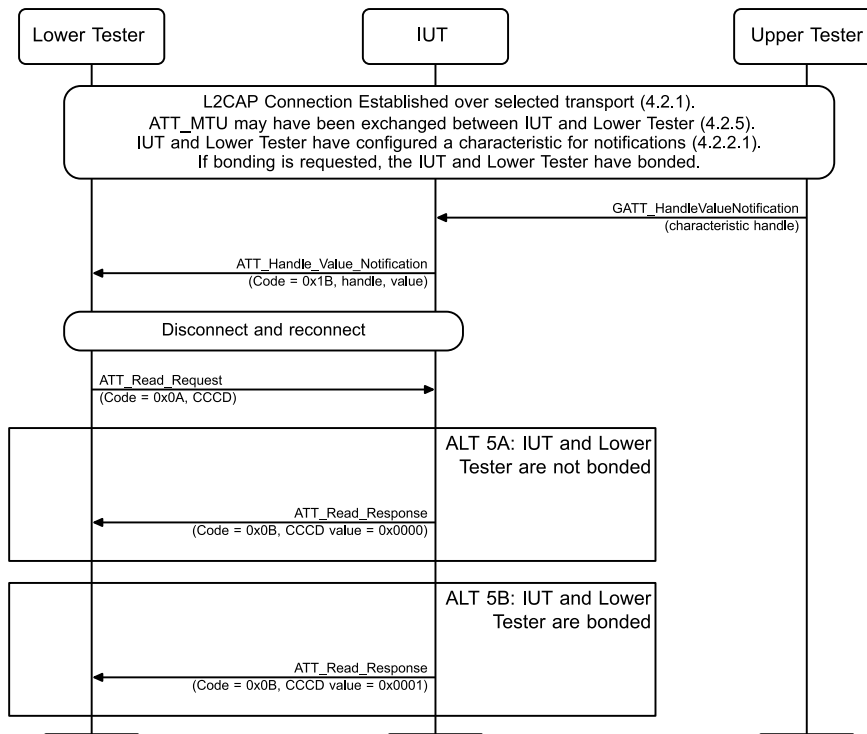 Lower Tester
IUT
Upper Tester
L2CAP Connection Established over selected transport (4.2.1).
ATT_MTU may have been exchanged between IUT and Lower Tester (4.2.5).
IUT and Lower Tester have configured a characteristic for notifications (4.2.2.1).
If bonding is requested, the IUT and Lower Tester have bonded.
GATT_HandleValueNotification
(characteristic handle)
ATT_Handle_Value_Notification
(Code = 0x1B, handle, value)
Disconnect and reconnect
ATT_Read_Request
(Code = 0x0A, CCCD)
ALT 5A: IUT and Lower
Tester are not bonded
ATT_Read_Response
(Code = 0x0B, CCCD value = 0x0000)
ALT 5B: IUT and Lower
Tester are bonded
ATT_Read_Response
(Code = 0x0B, CCCD value = 0x0001)